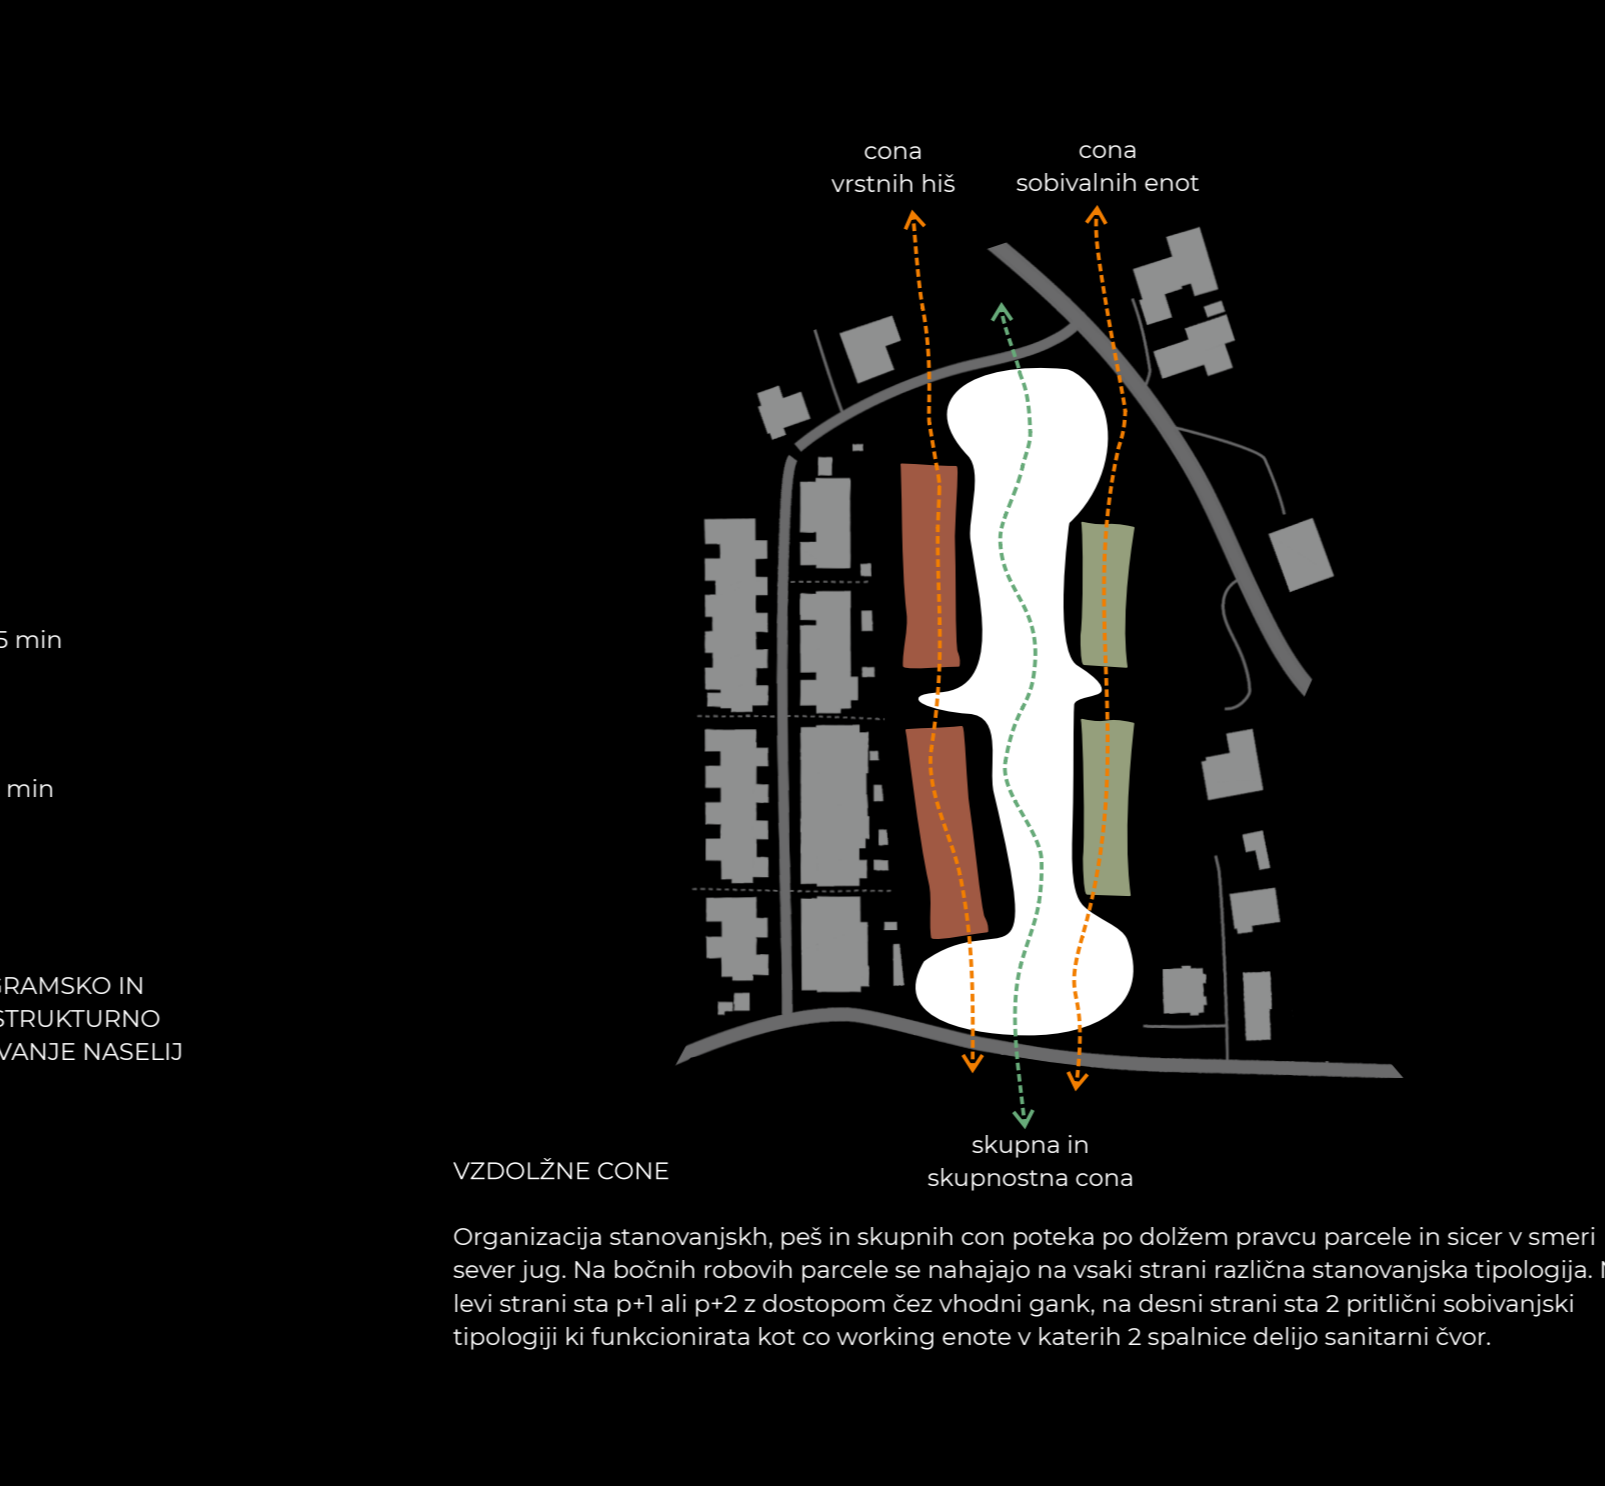 cona
vrstnih hiš
cona
sobivalnih enot
5 min
min
GRAMSKO IN
STRUKTURNO
VANJE NASELIJ
skupna in
skupnostna cona
VZDOLŽNE CONE
Organizacija stanovanjskh, peš in skupnih con poteka po dolžem pravcu parcele in sicer v smeri
sever jug. Na bočnih robovih parcele se nahajajo na vsaki strani različna stanovanjska tipologija.
levi strani sta p+1 ali p+2 z dostopom čez vhodni gank, na desni strani sta 2 pritlični sobivanjski
tipologiji ki funkcionirata kot co working enote v katerih 2 spalnice delijo sanitarni čvor.